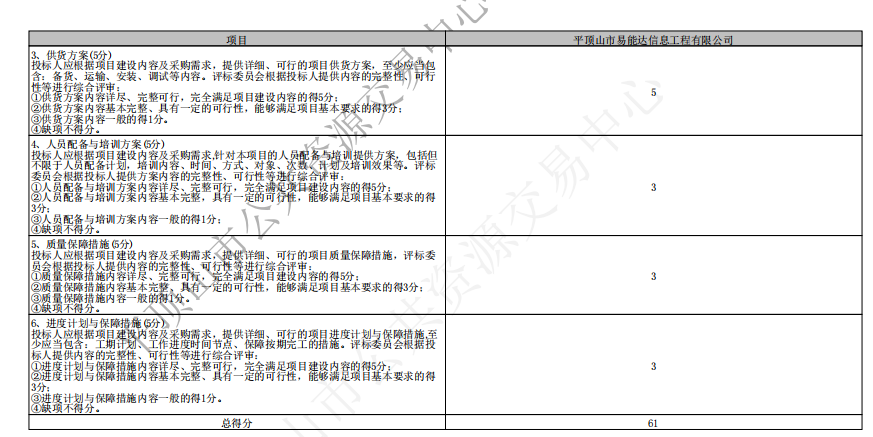 项目 平顶山市易能达信息工程有限公司
3、供货方案(5分)
投标人应根据项目建设内容及采购需求，提供详细、可行的项目供货方案，至少应当包
含：备货、运输、安装、调试等内容。评标委员会根据投标人提供内容的完整性、可行
性等进行综合评审：
①供货方案内容详尽、完整可行，完全满足项目建设内容的得5分；
②供货方案内容基本完整、具有一定的可行性，能够满足项目基本要求的得3分；
③供货方案内容一般的得1分。
④缺项不得分。
5
4、人员配备与培训方案(5分)
投标人应根据项目建设内容及采购需求,针对本项目的人员配备与培训提供方案，包括但
不限于人员配备计划，培训内容、时间、方式、对象、次数、计划及培训效果等。评标
委员会根据投标人提供方案内容的完整性、可行性等进行综合评审：
①人员配备与培训方案内容详尽、完整可行，完全满足项目建设内容的得5分；
②人员配备与培训方案内容基本完整，具有一定的可行性，能够满足项目基本要求的得
3分；
③人员配备与培训方案内容一般的得1分；
④缺项不得分。
3
5、质量保障措施(5分)
投标人应根据项目建设内容及采购需求，提供详细、可行的项目质量保障措施，评标委
员会根据投标人提供内容的完整性、可行性等进行综合评审：
①质量保障措施内容详尽、完整可行，完全满足项目建设内容的得5分；
②质量保障措施内容基本完整、具有一定的可行性，能够满足项目基本要求的得3分；
③质量保障措施内容一般的得1分。
④缺项不得分。
3
6、进度计划与保障措施(5分)
投标人应根据项目建设内容及采购需求，提供详细、可行的项目进度计划与保障措施,至
少应当包含：工期计划、工作进度时间节点、保障按期完工的措施。评标委员会根据投
标人提供内容的完整性、可行性等进行综合评审：
①进度计划与保障措施内容详尽、完整可行，完全满足项目建设内容的得5分；
②进度计划与保障措施内容基本完整、具有一定的可行性，能够满足项目基本要求的得
3分；
③进度计划与保障措施内容一般的得1分。
④缺项不得分。
3
总得分 61
平顶山市公共资源交易中心
山市公共资源交易中心